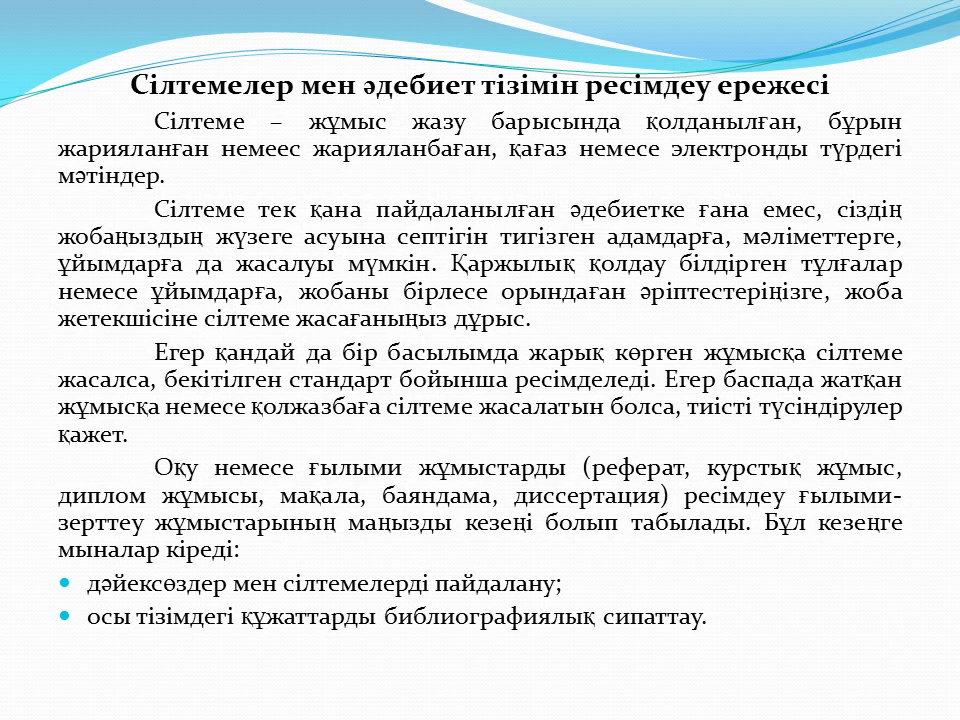 Сілтемелер мен әдебиет тізімін ресімдеу ережесі
Сілтеме – жұмыс жазу барысында қолданылған, бұрын
жарияланған немеес жарияланбаған, қағаз немесе электронды түрдегі
мәтіндер.
Сілтеме тек қана пайдаланылған әдебиетке ғана емес, сіздің
жобаңыздың жүзеге асуына септігін тигізген адамдарға, мәліметтерге,
ұйымдарға да жасалуы мүмкін. Қаржылық қолдау білдірген тұлғалар
немесе ұйымдарға, жобаны бірлесе орындаған әріптестеріңізге, жоба
жетекшісіне сілтеме жасағаныңыз дұрыс.
Егер қандай да бір басылымда жарық көрген жұмысқа сілтеме
жасалса, бекітілген стандарт бойынша ресімделеді. Егер баспада жатқан
жұмысқа немесе қолжазбаға сілтеме жасалатын болса, тиісті түсіндірулер
қажет.
Оқу немесе ғылыми жұмыстарды (реферат, курстық жұмыс,
диплом жұмысы, мақала, баяндама, диссертация) ресімдеу ғылыми-
зерттеу жұмыстарының маңызды кезеңі болып табылады. Бұл кезеңге
мыналар кіреді:
• дәйексөздер мен сілтемелерді пайдалану;
• осы тізімдегі құжаттарды библиографиялық сипаттау.